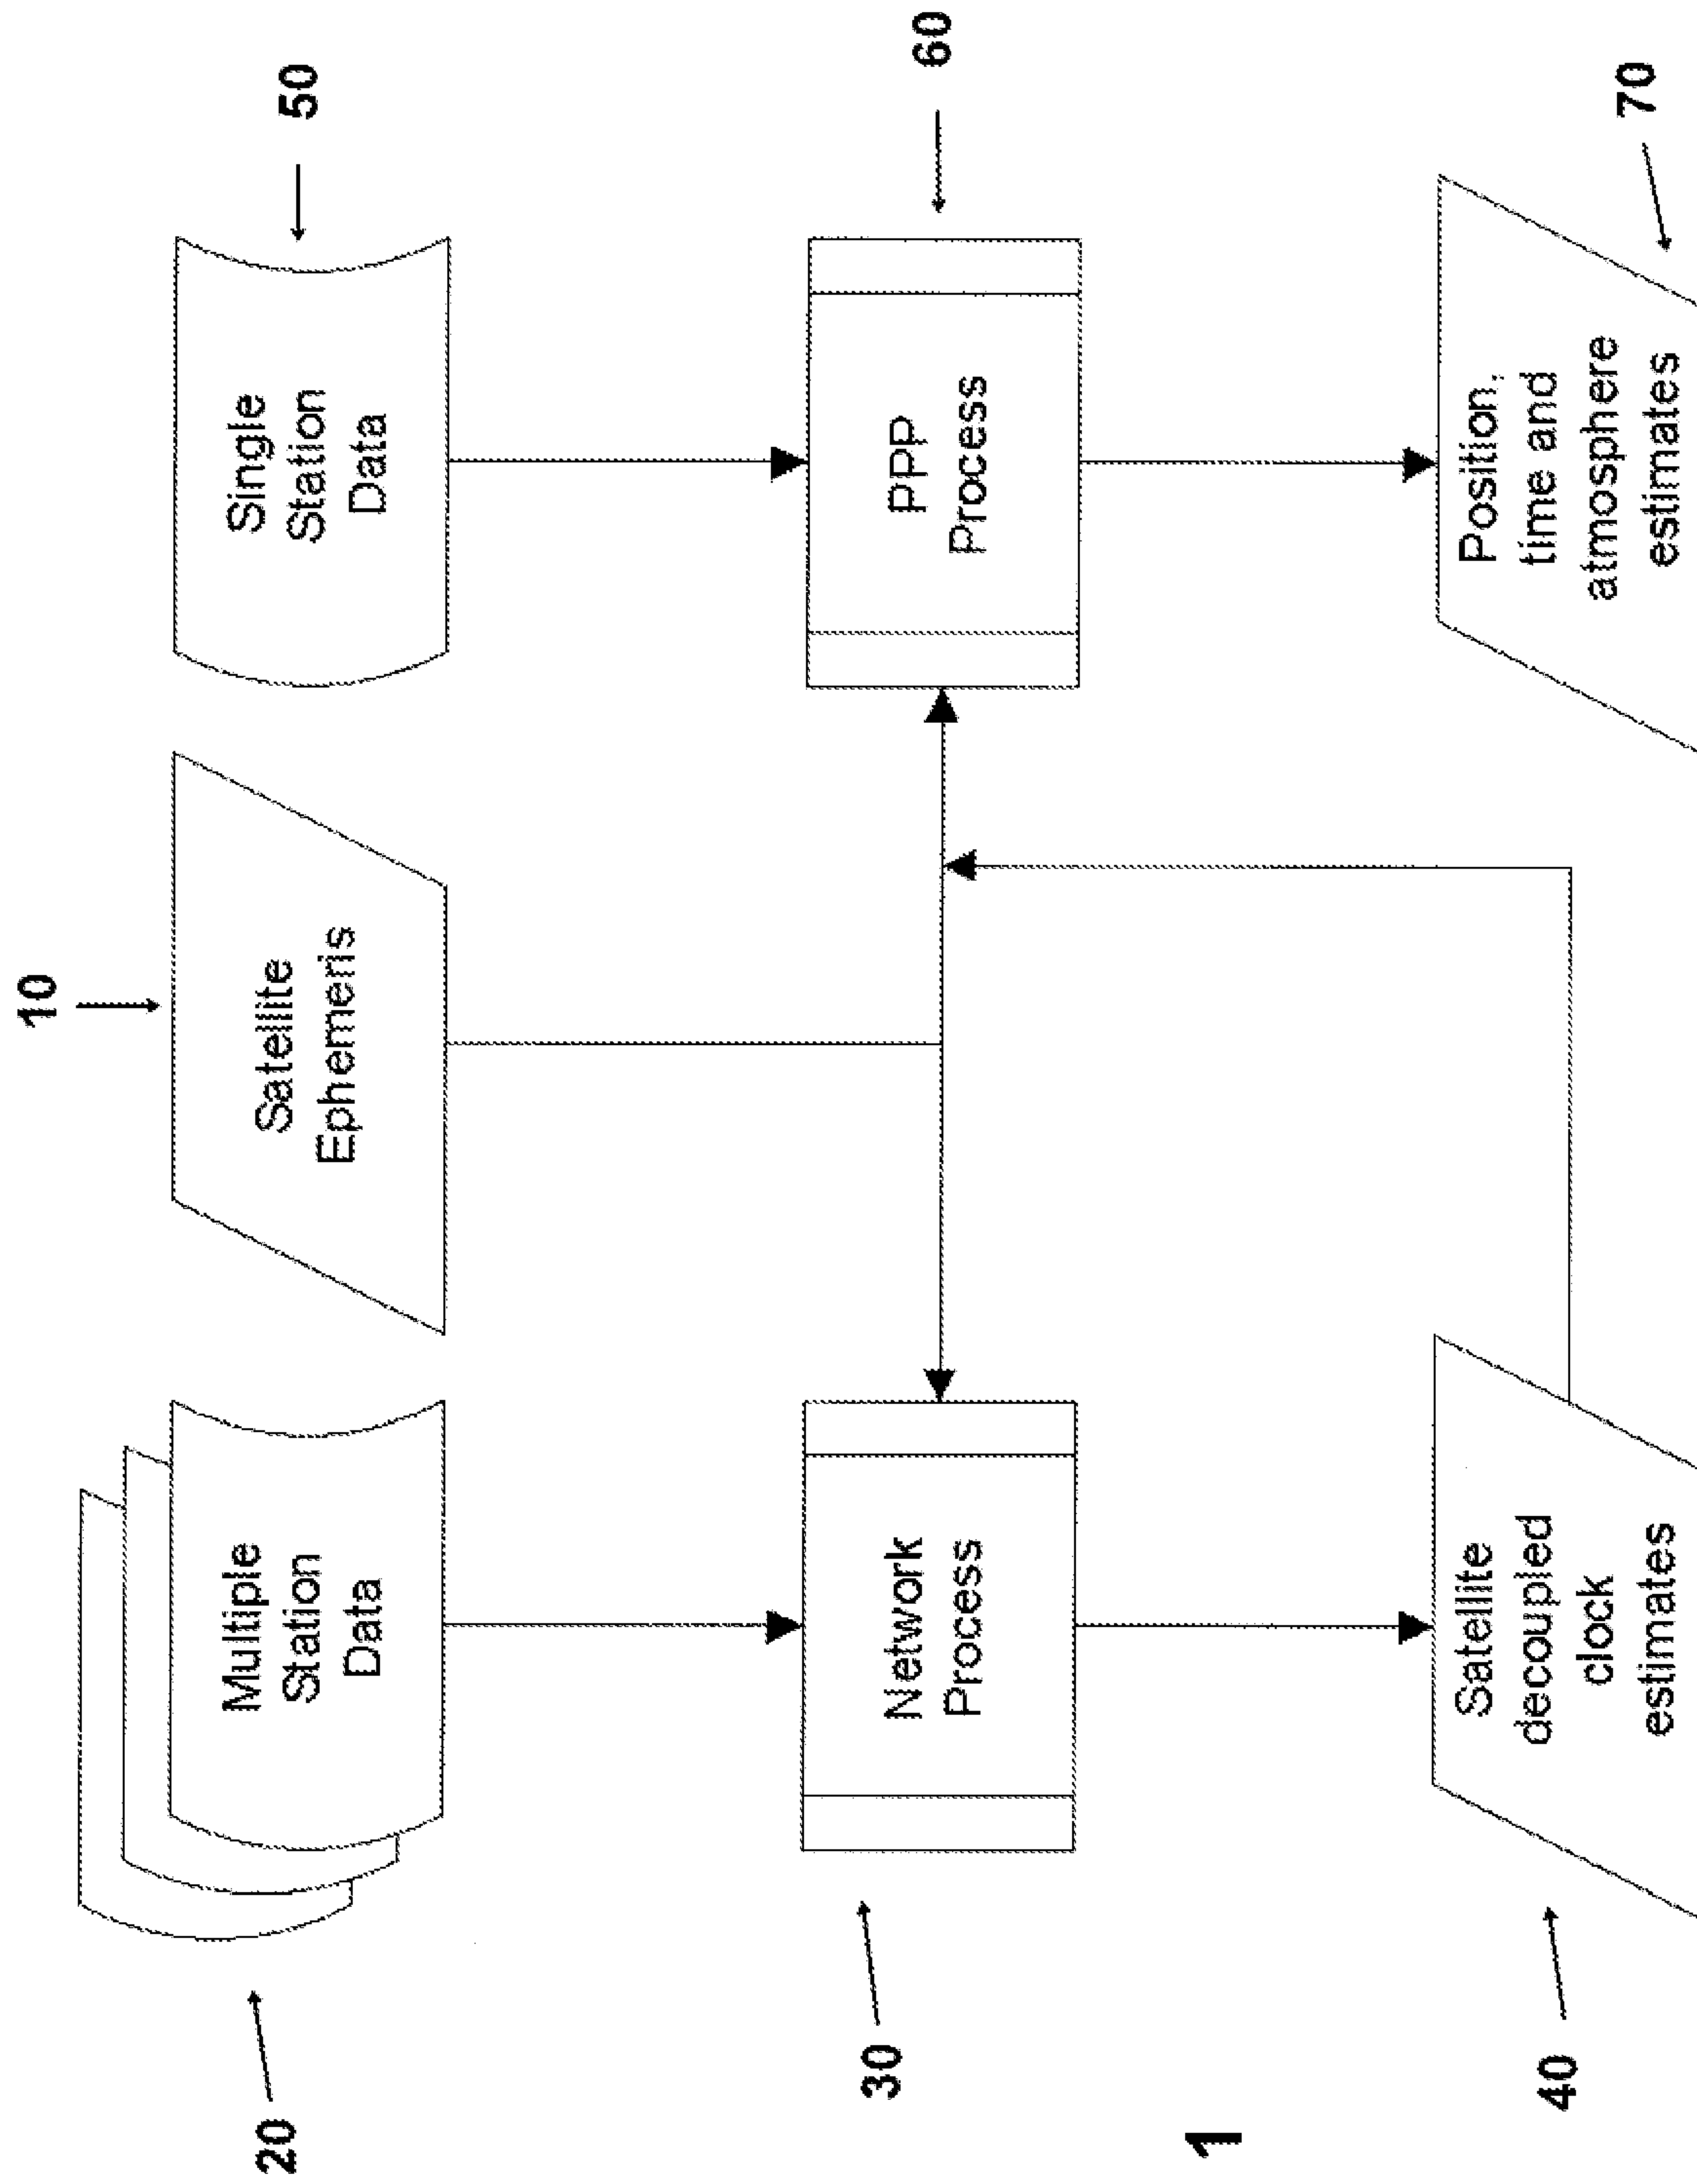 10
20
Multiple
Station
Data
Satellite
Ephemeris
Single
Station
Data
50
30
Network
Process
PPP
Process
60
40
Satellite
decoupled
clock
estimates
Position,
time and
atmosphere
estimates
70
1